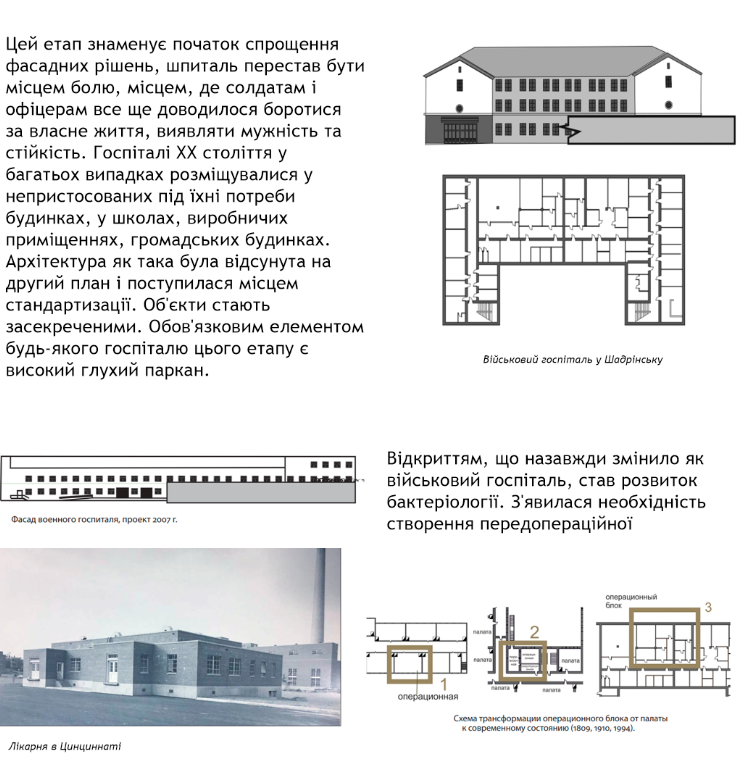 Цей етап знаменує початок спрощення
фасадних рішень, шпиталь перестав бути
місцем болю, місцем, де солдатам і
офіцерам все ще доводилося боротися
за власне життя, виявляти мужність та
стійкість. Госпіталі XX століття у
багатьох випадках розміщувалися у
непристосованих під їхні потреби
будинках, у школах, виробничих
приміщеннях, громадських будинках.
Архітектура як така була відсунута на
другий план і поступилася місцем
стандартизації. Об'єкти стають
засекреченими. Обов'язковим елементом
будь-якого госпіталю цього етапу є
високий глухий паркан.
Військовий госпіталь у Шадрінську
Фасад военного госпиталя, проект 2007 г.
Лікарня в Цинциннаті
Відкриттям, що назавжди змінило як
військовий госпіталь, став розвиток
бактеріології. З'явилася необхідність
створення передопераційної
1
операционная
2
палата
палата
палата
палата
палата
палата
операционный
блок
3
Схема трансформации операционного блока от палаты
к современному состоянию (1809, 1910, 1994).